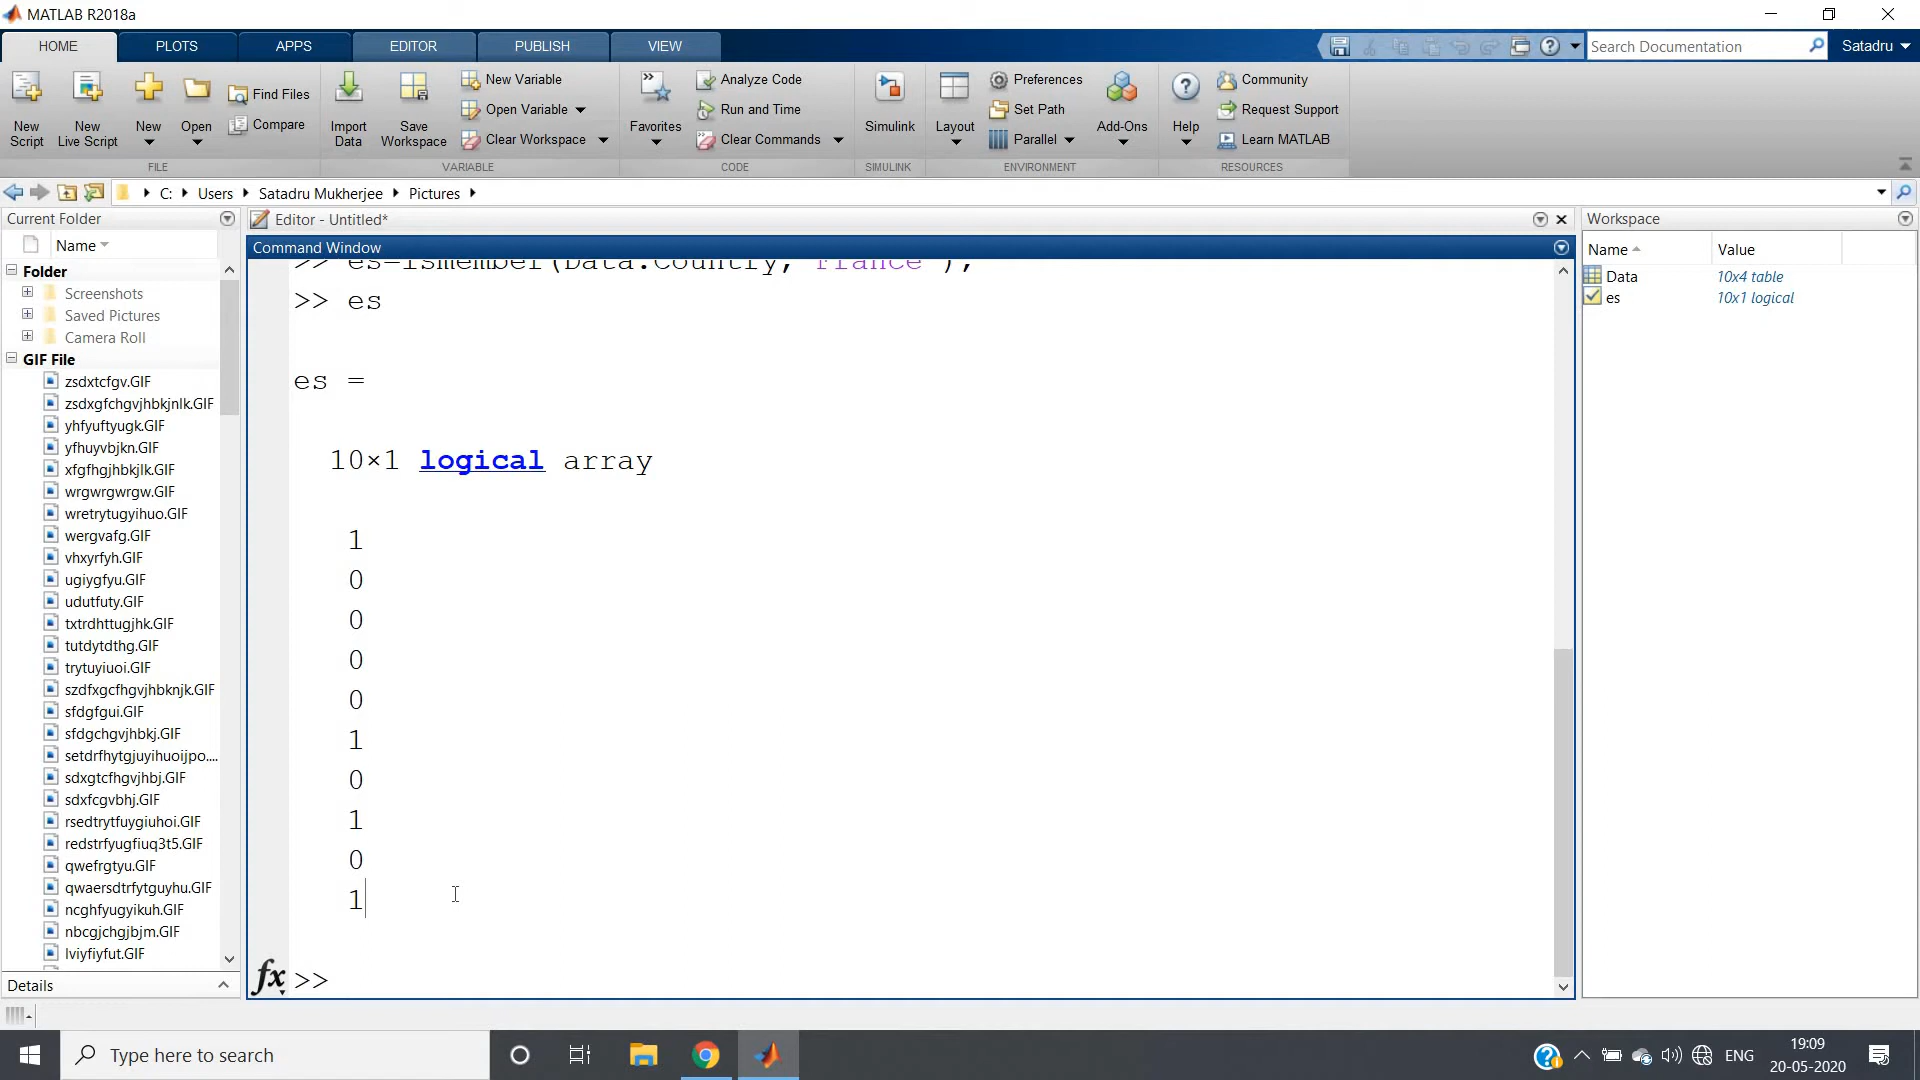 MATLAB R2018a
HOME PLOTS APPS EDITOR PUBLISH VIEW
Search Documentation
Satadru
New Script
New Live Script
New
Open
Find Files
Compare
FILE
Import Data
Save Workspace
New Variable
Open Variable
Clear Workspace
VARIABLE
Favorites
Analyze Code
Run and Time
Clear Commands
CODE
Simulink
SIMULINK
Layout
Preferences
Set Path
Parallel
Add-Ons
ENVIRONMENT
Help
Community
Request Support
Learn MATLAB
RESOURCES
C: Users Satadru Mukherjee Pictures
Current Folder
Name
Folder
Screenshots
Saved Pictures
Camera Roll
GIF File
zsdxtcfgv.GIF
zsdxgfchgvjhbkjnlk.GIF
yhfyuftyugk.GIF
yfhuyvbjkn.GIF
xfgfhgjhbkjlk.GIF
wrgwrgwrgw.GIF
wretrytugyihuo.GIF
wergvafg.GIF
vhxyrfyh.GIF
ugiygfyu.GIF
udutfuty.GIF
txtrdhttugjhk.GIF
tutdytdthg.GIF
trytuyiuoi.GIF
szdfxgcfhgvjhbknjk.GIF
sfdgfgui.GIF
sfdgchgvjhbkj.GIF
setdrfhytgjuyihuoijpo....
sdxgtcfhgvjhbj.GIF
sdxfcgvbhj.GIF
rsedtrytfuygiuhoi.GIF
redstrfyugfiuq3t5.GIF
qwefrgtyu.GIF
qwaersdtrfytguyhu.GIF
ncghfyugyikuh.GIF
nbcgjchgjbjm.GIF
lviyfiyfut.GIF
Details
Editor - Untitled*
Command Window
>> es=ismember(Data.Country,'France');
>> es
es =
10×1 logical array
1
0
0
0
0
1
0
1
0
1
fx >>
Workspace
Name Value
Data 10x4 table
es 10x1 logical
Type here to search
ENG
19:09
20-05-2020